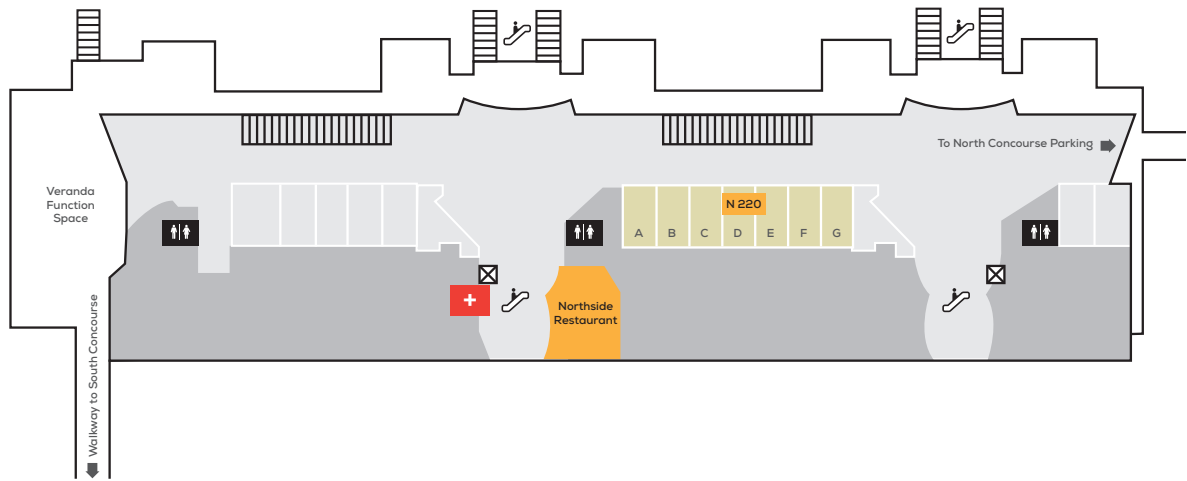 To North Concourse Parking
Veranda
Function
Space
N 220
A B C D E F G
Northside
Restaurant
Walkway to South Concourse